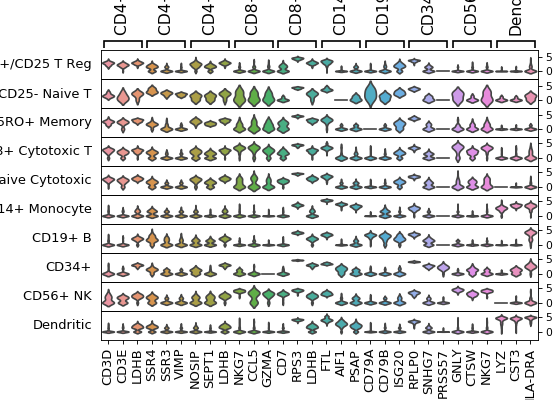 CD4- CD4- CD4- CD8- CD8- CD14 CD19 CD34 CD56 Dend
+/CD25 T Reg 5 0
CD25- Naive T 5 0
5RO+ Memory 5 0
8+ Cytotoxic T 5 0
aive Cytotoxic 5 0
14+ Monocyte 5 0
CD19+ B 5 0
CD34+ 5 0
CD56+ NK 5 0
Dendritic 5 0
CD3D CD3E LDHB SSR4 SSR3 VIMP NOSIP SEPT1 LDHB NKG7 CCL5 GZMA CD7 RPS3 LDHB FTL AIF1 PSAP CD79A CD79B ISG20 RPLP0 SNHG7 PRSS57 GNLY CTSW NKG7 LYZ CST3 LA-DRA